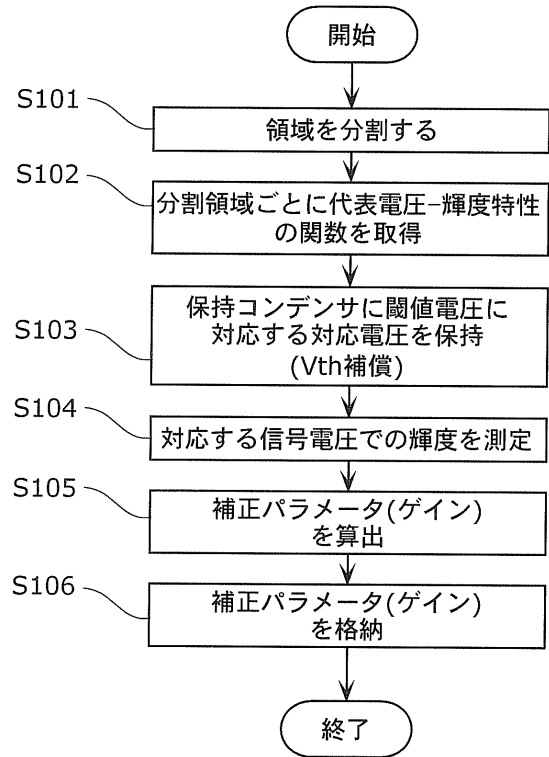 開始
S101
領域を分割する
S102
分割領域ごとに代表電圧-輝度特性
の関数を取得
S103
保持コンデンサに閾値電圧に
対応する対応電圧を保持
(Vth補償)
S104
対応する信号電圧での輝度を測定
S105
補正パラメータ(ゲイン)
を算出
S106
補正パラメータ(ゲイン)
を格納
終了